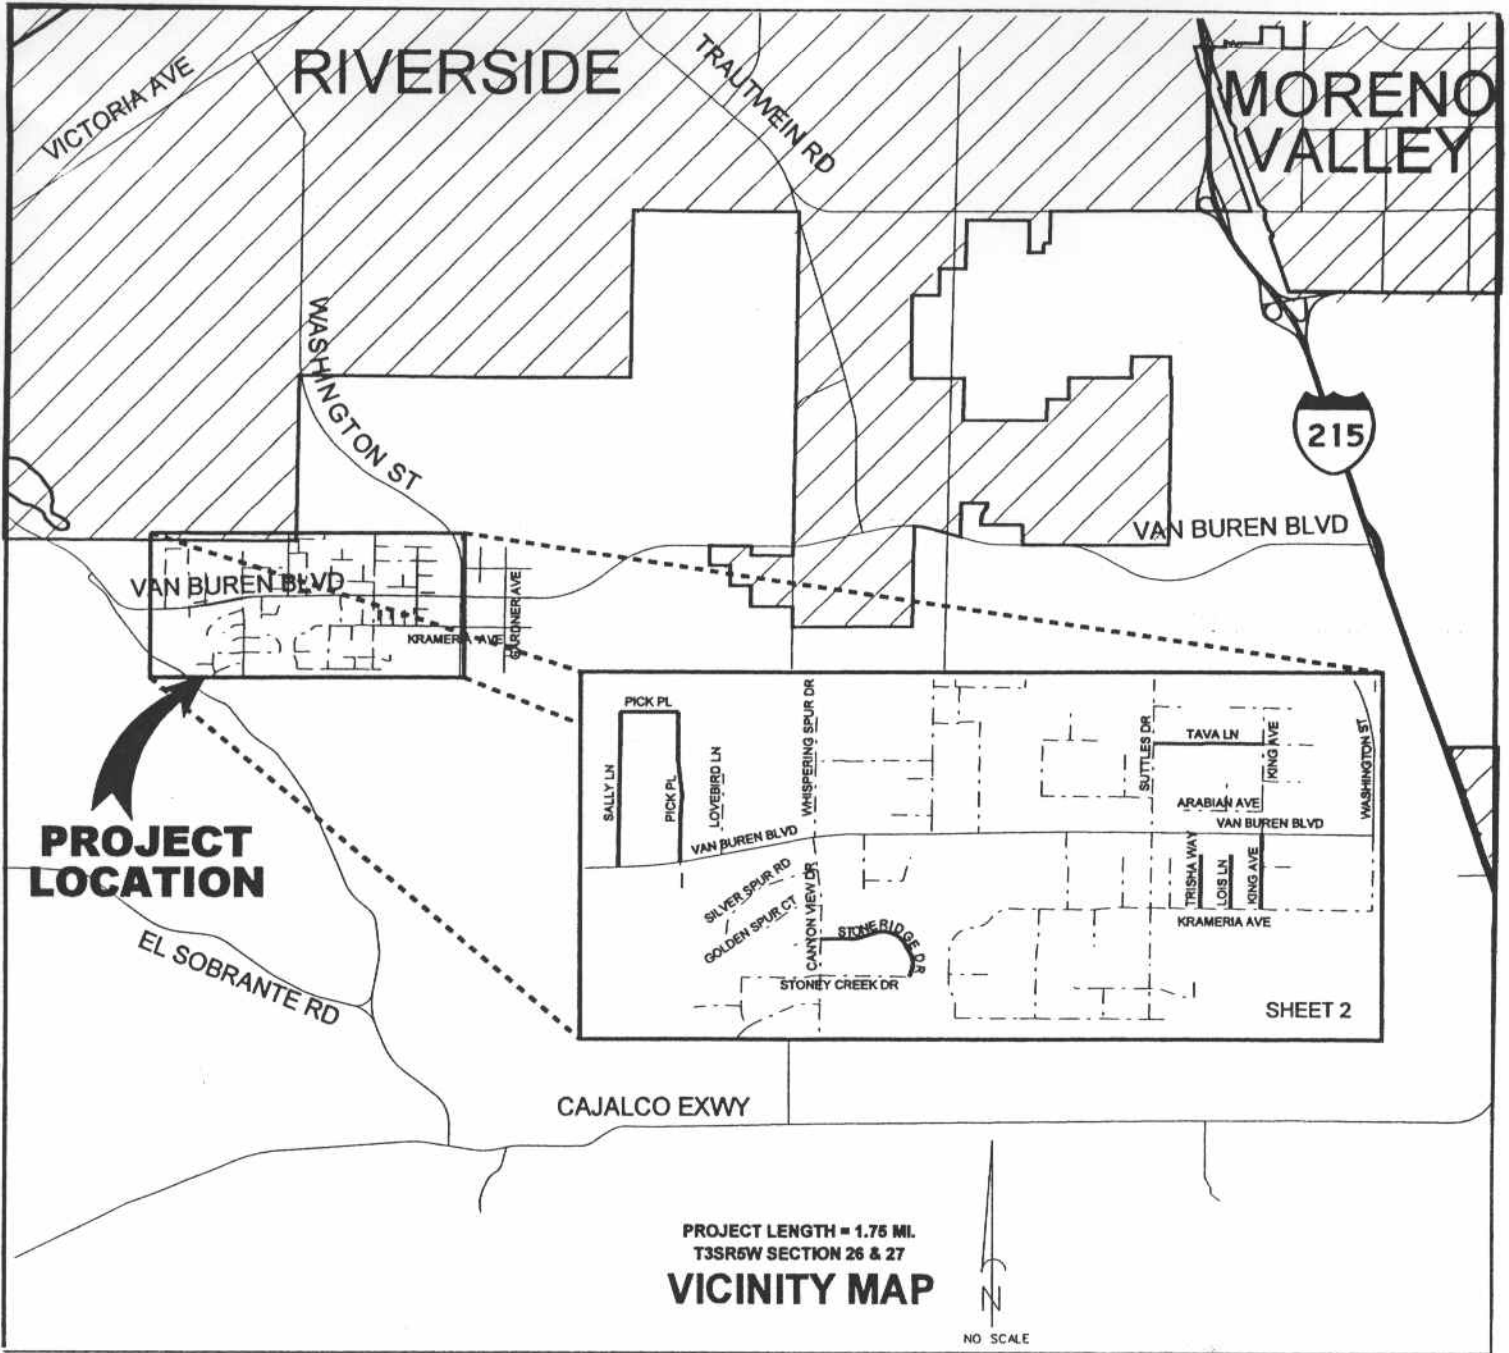 RIVERSIDE
VICTORIA AVE
TRAUTWEIN RD
MORENO
VALLEY
WASHINGTON ST
215
VAN BUREN BLVD
VAN BUREN BLVD
GARDNER AVE
KRAMERIA AVE
PROJECT
LOCATION
EL SOBRANTE RD
PICK PL
SALLY LN
PICK PL
LOVEBIRD LN
WHISPERING SPUR DR
SUTTLES DR
TAVA LN
KING AVE
WASHINGTON ST
ARABIAN AVE
VAN BUREN BLVD
VAN BUREN BLVD
SILVER SPUR RD
GOLDEN SPUR CT
CANYON VIEW DR
STONERIDGE DR
STONEY CREEK DR
TRISHA WAY
LOIS LN
KING AVE
KRAMERIA AVE
SHEET 2
CAJALCO EXWY
PROJECT LENGTH = 1.75 MI.
T3SR5W SECTION 26 & 27
VICINITY MAP
N
NO SCALE